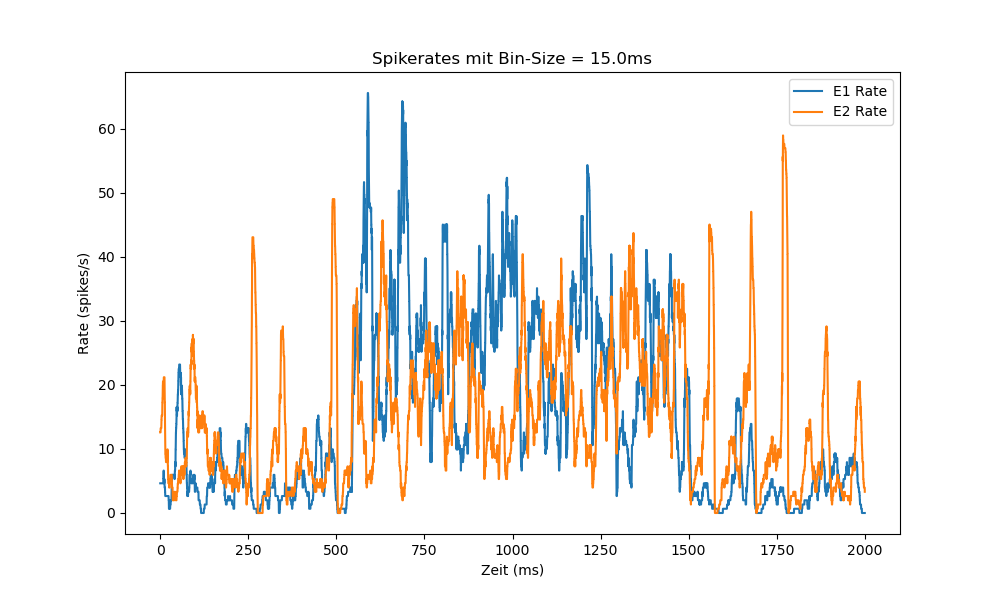 Spikerates mit Bin-Size = 15.0ms
E1 Rate
E2 Rate
Rate (spikes/s)
60
50
40
30
20
10
0
0 250 500 750 1000 1250 1500 1750 2000
Zeit (ms)